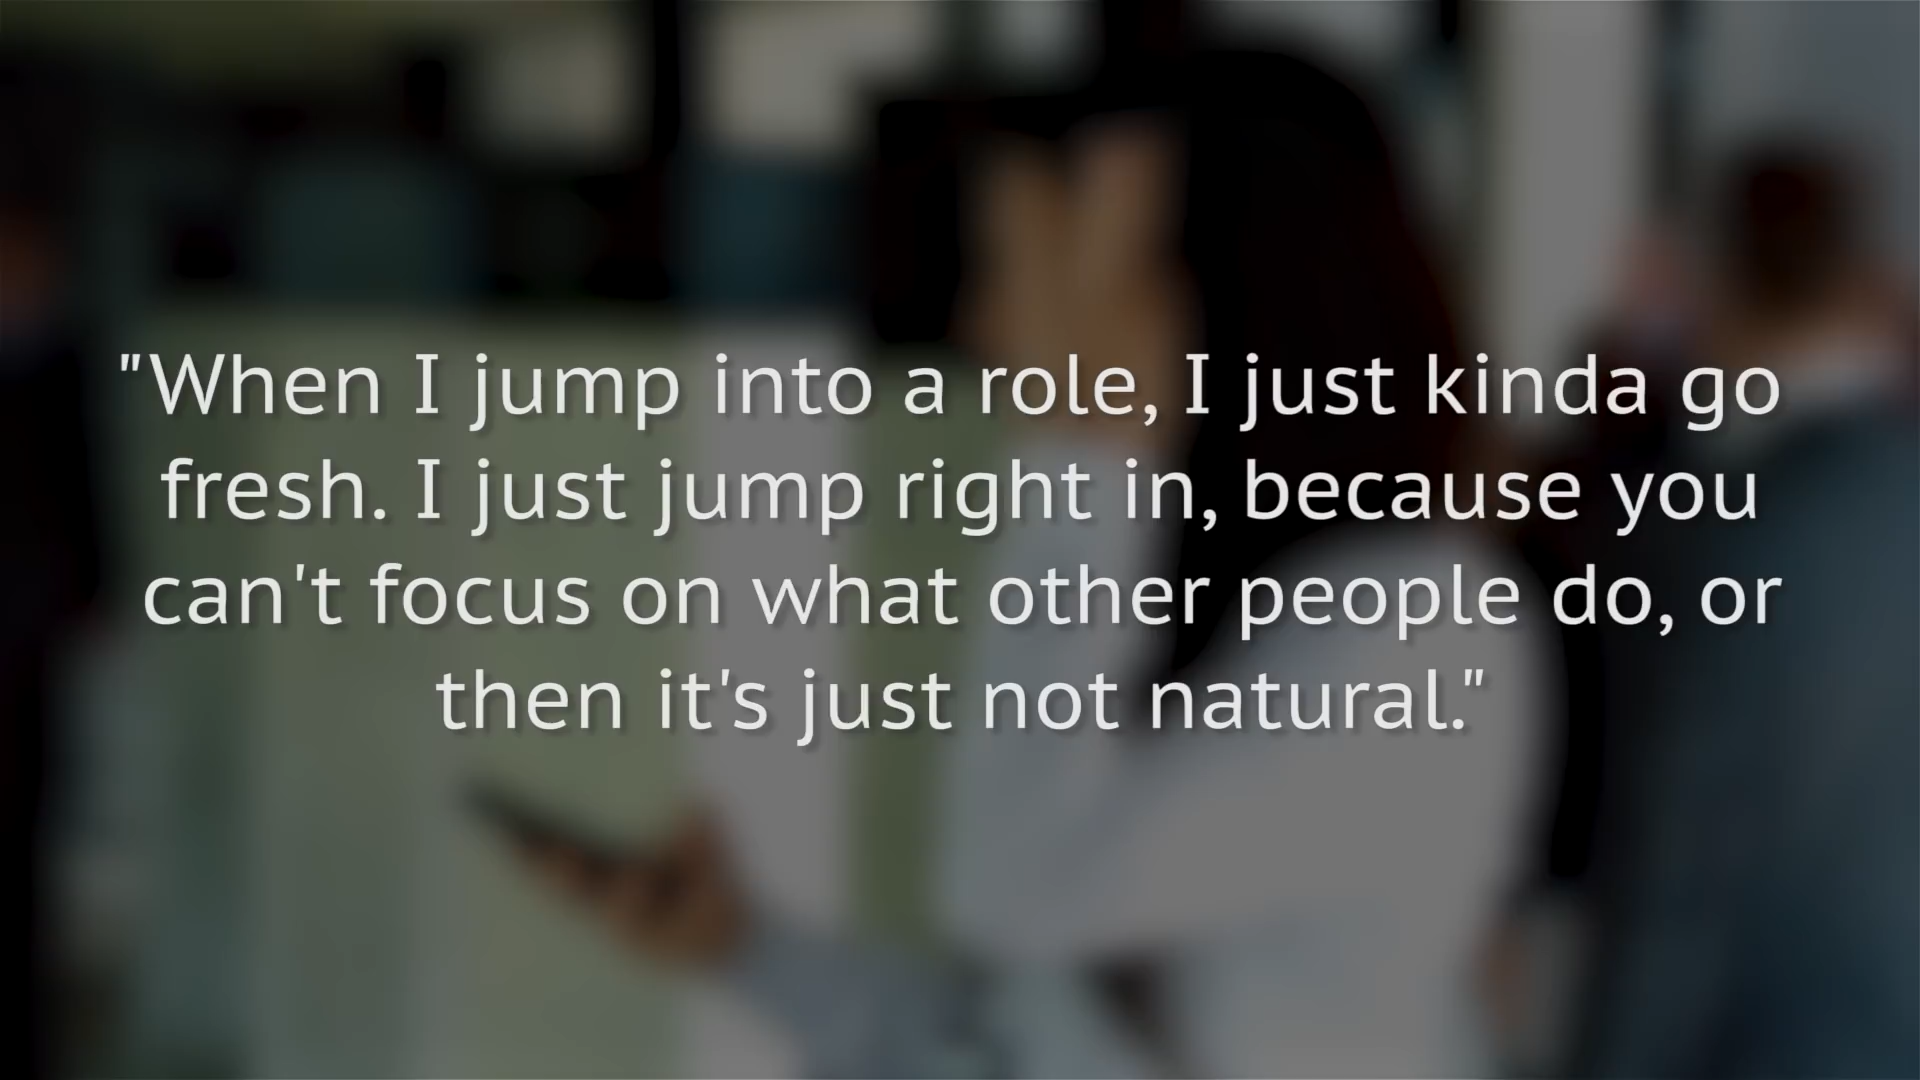 "When I jump into a role, I just kinda go
fresh. I just jump right in, because you
can't focus on what other people do, or
then it's just not natural."